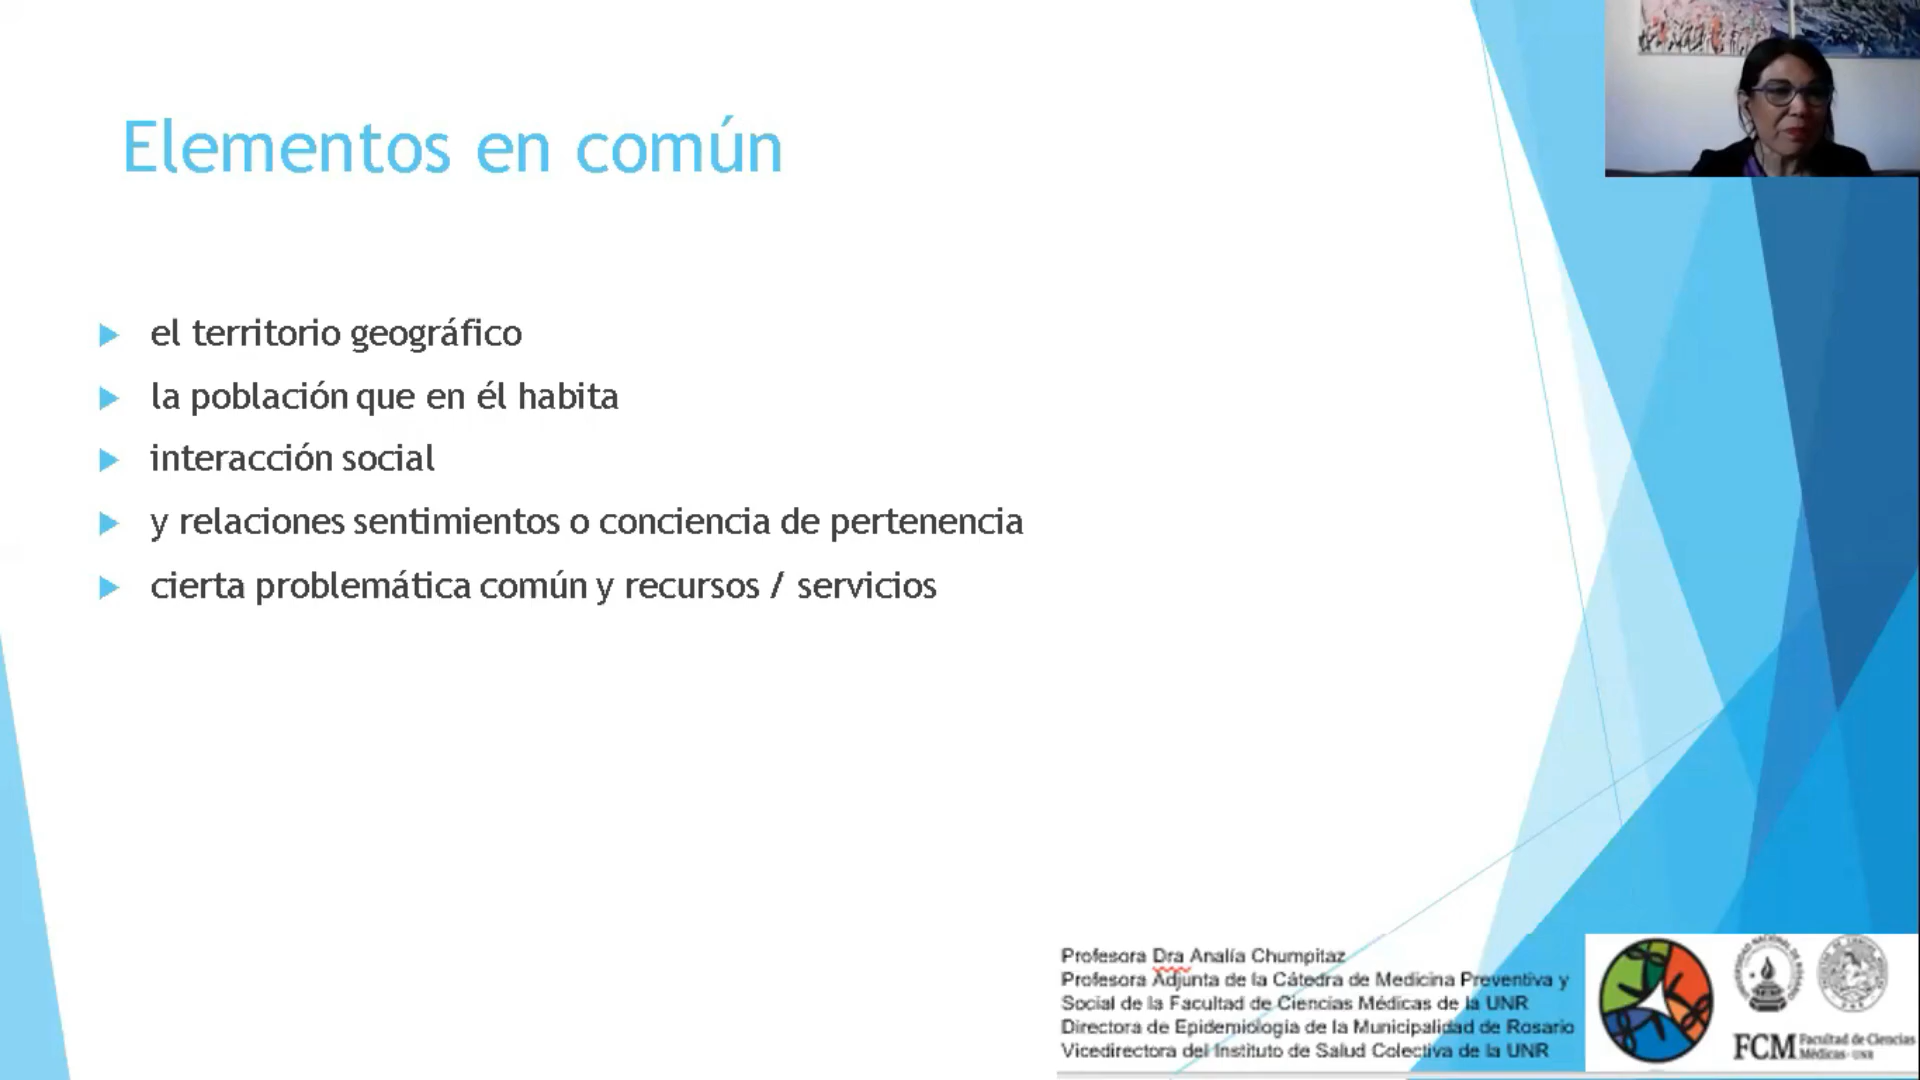 Elementos en común
el territorio geográfico
la población que en él habita
interacción social
y relaciones sentimientos o conciencia de pertenencia
cierta problemática común y recursos / servicios
Profesora Dra Analía Chumpitaz
Profesora Adjunta de la Cátedra de Medicina Preventiva y
Social de la Facultad de Ciencias Médicas de la UNR
Directora de Epidemiologia de la Municipalidad de Rosario
Vicedirectora del Instituto de Salud Colectiva de la UNR
FCM
Facultad de Ciencias
Médicas - UNR